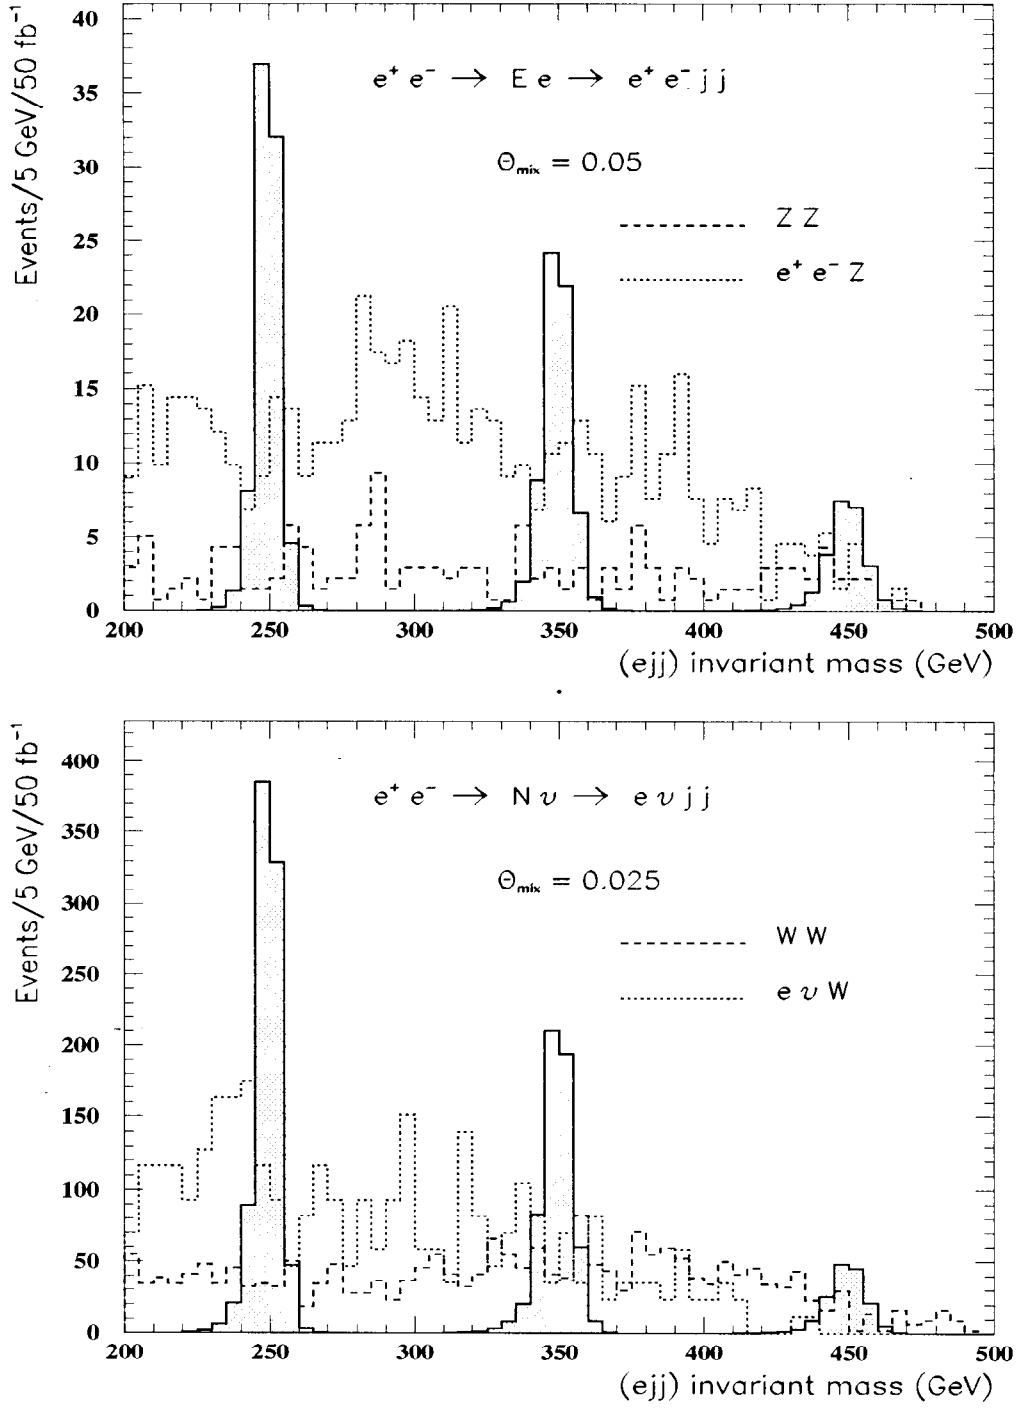 Events/5 GeV/50 fb⁻¹
40
35
30
25
20
15
10
5
0
e⁺ e⁻ → E e → e⁺ e⁻ j j
Θmix = 0.05
Z Z
e⁺ e⁻ Z
200 250 300 350 400 450 500
(ejj) invariant mass (GeV)
Events/5 GeV/50 fb⁻¹
400
350
300
250
200
150
100
50
0
e⁺ e⁻ → N ν → e ν j j
Θmix = 0.025
W W
e ν W
200 250 300 350 400 450 500
(ejj) invariant mass (GeV)